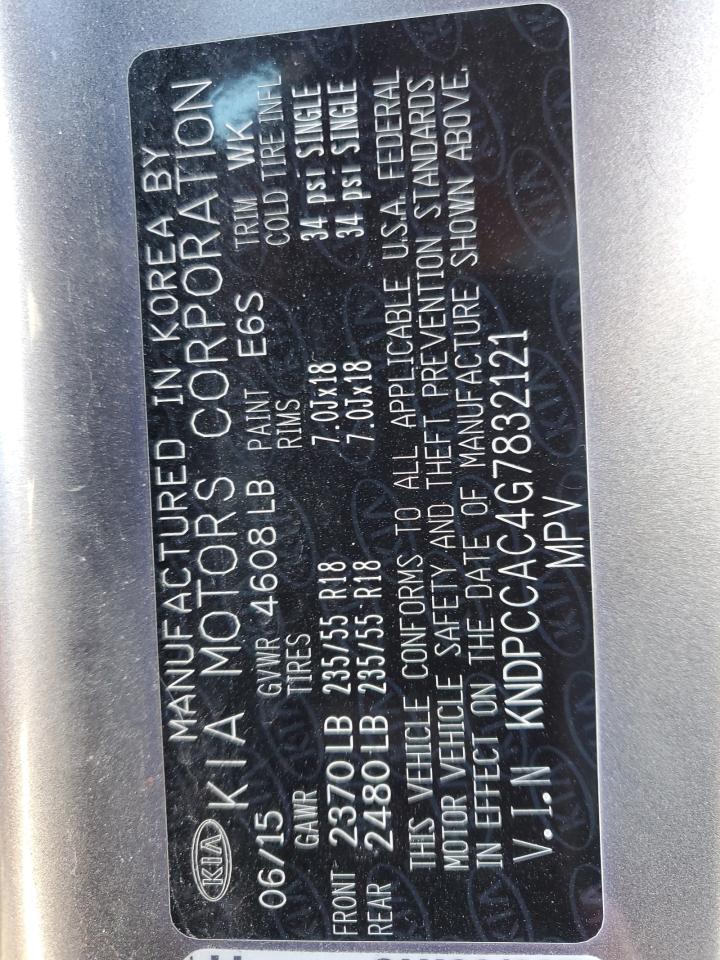 KIA
MANUFACTURED IN KOREA BY
KIA MOTORS CORPORATION
06/15 GVWR 4608 LB PAINT E6S TRIM WK
GAWR TIRES RIMS COLD TIRE INFL
FRONT 2370 LB 235/55 R18 7.0Jx18 34 psi SINGLE
REAR 2480 LB 235/55 R18 7.0Jx18 34 psi SINGLE
THIS VEHICLE CONFORMS TO ALL APPLICABLE U.S.A. FEDERAL
MOTOR VEHICLE SAFETY AND THEFT PREVENTION STANDARDS
IN EFFECT ON THE DATE OF MANUFACTURE SHOWN ABOVE.
V.I.N KNDPCCAC4G7832121
MPV